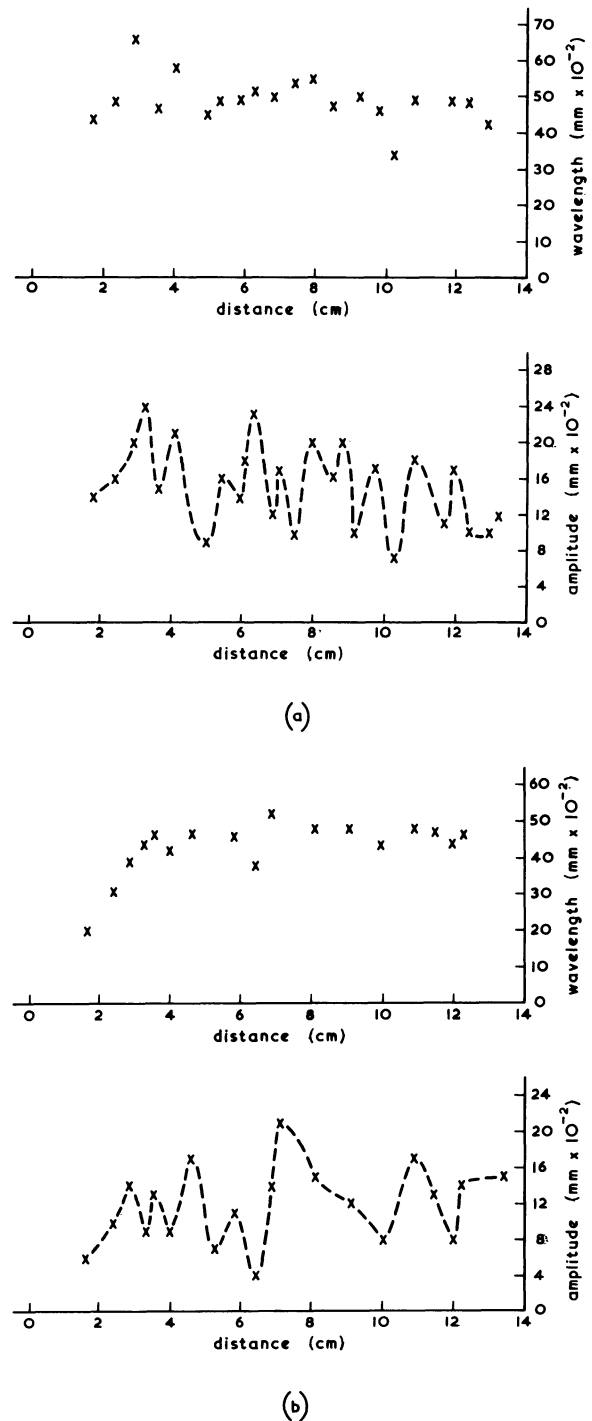 70
60
50
40
30
20
10
0
wavelength (mm x 10⁻²)
0 2 4 6 8 10 12 14
distance (cm)
28
24
20
16
12
8
4
0
amplitude (mm x 10⁻²)
0 2 4 6 8 10 12 14
distance (cm)
(a)
60
50
40
30
20
10
0
wavelength (mm x 10⁻²)
0 2 4 6 8 10 12 14
distance (cm)
24
20
16
12
8
4
0
amplitude (mm x 10⁻²)
0 2 4 6 8 10 12 14
distance (cm)
(b)